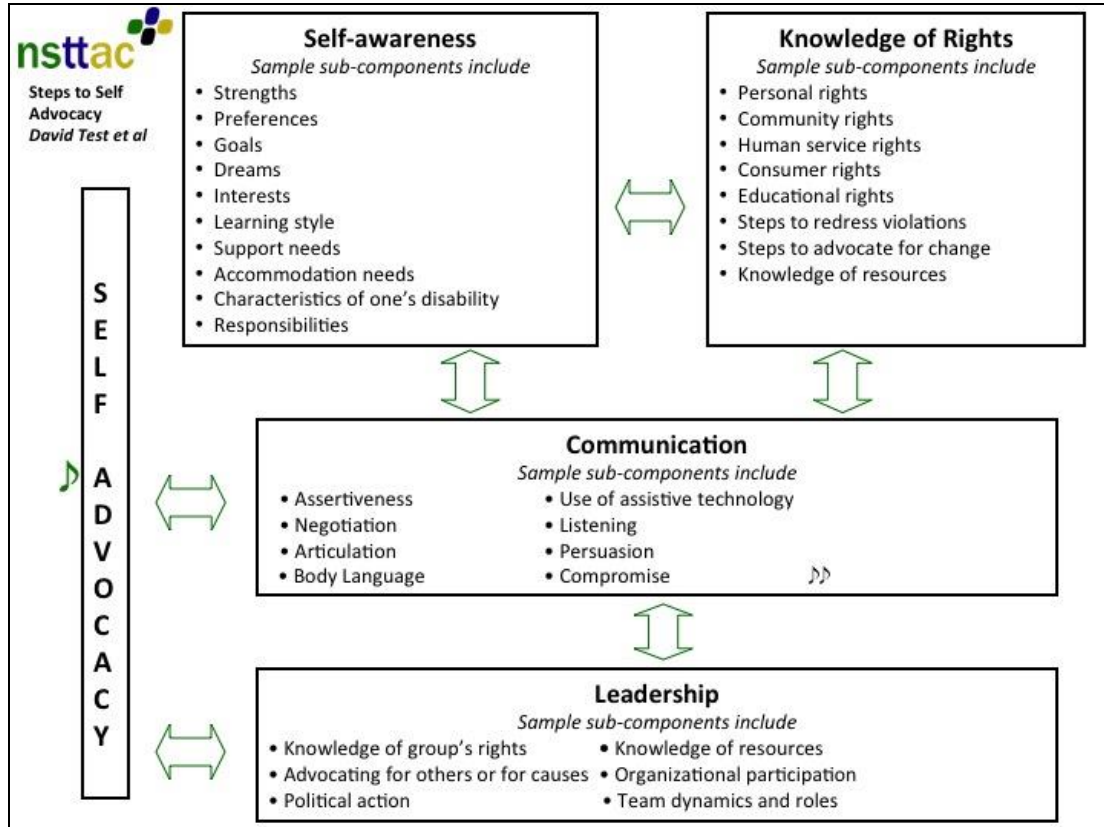 nsttac
Steps to Self
Advocacy
David Test et al
SELF ADVOCACY
Self-awareness
Sample sub-components include
• Strengths
• Preferences
• Goals
• Dreams
• Interests
• Learning style
• Support needs
• Accommodation needs
• Characteristics of one's disability
• Responsibilities
Knowledge of Rights
Sample sub-components include
• Personal rights
• Community rights
• Human service rights
• Consumer rights
• Educational rights
• Steps to redress violations
• Steps to advocate for change
• Knowledge of resources
Communication
Sample sub-components include
• Assertiveness
• Negotiation
• Articulation
• Body Language
• Use of assistive technology
• Listening
• Persuasion
• Compromise
Leadership
Sample sub-components include
• Knowledge of group's rights
• Advocating for others or for causes
• Political action
• Knowledge of resources
• Organizational participation
• Team dynamics and roles